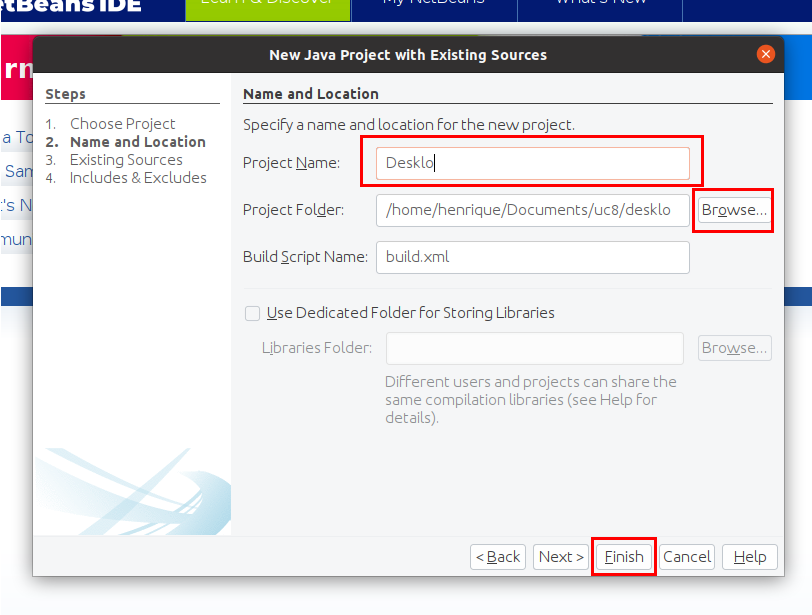 etBeans IDE
Learn & Discover
My NetBeans
What's New
New Java Project with Existing Sources
Steps
1. Choose Project
2. Name and Location
3. Existing Sources
4. Includes & Excludes
Name and Location
Specify a name and location for the new project.
Project Name: Desklo
Project Folder: /home/henrique/Documents/uc8/desklo Browse...
Build Script Name: build.xml
Use Dedicated Folder for Storing Libraries
Libraries Folder: Browse...
Different users and projects can share the
same compilation libraries (see Help for
details).
< Back Next > Finish Cancel Help
rn
a To
Sam
t's N
mun